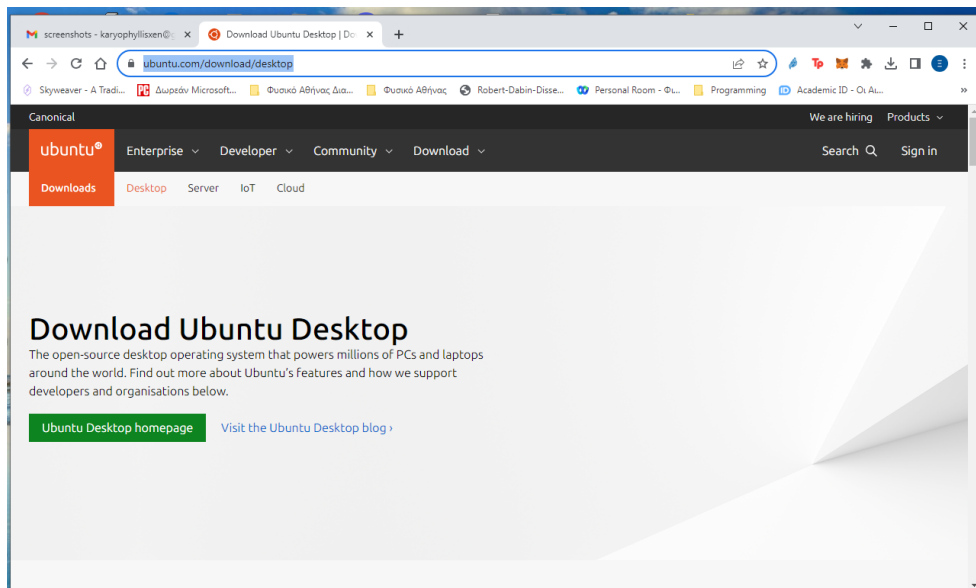 screenshots - karyophyllisxen@
Download Ubuntu Desktop | Do
ubuntu.com/download/desktop
Skyweaver - A Tradi...
Δωρεάν Microsoft...
Φυσικό Αθήνας Δια...
Φυσικό Αθήνας
Robert-Dabin-Disse...
Personal Room - Φι...
Programming
Academic ID - Οι Ακ...
Canonical
We are hiring
Products
ubuntu
Enterprise
Developer
Community
Download
Search
Sign in
Downloads
Desktop
Server
IoT
Cloud
Download Ubuntu Desktop
The open-source desktop operating system that powers millions of PCs and laptops
around the world. Find out more about Ubuntu's features and how we support
developers and organisations below.
Ubuntu Desktop homepage
Visit the Ubuntu Desktop blog ›